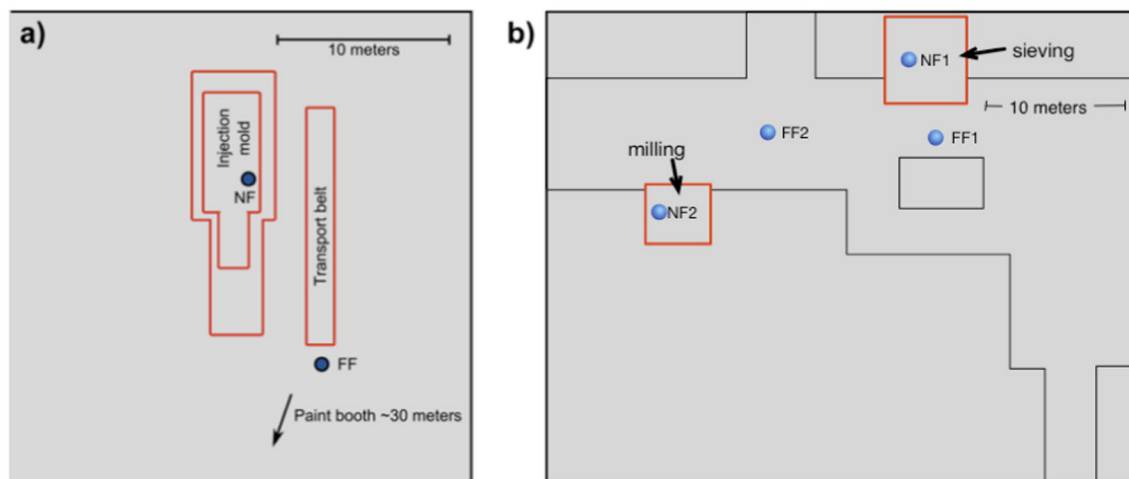 a)
10 meters
Injection
mold
NF
Transport belt
FF
Paint booth ~30 meters
b)
NF1
sieving
10 meters
FF2
FF1
milling
NF2